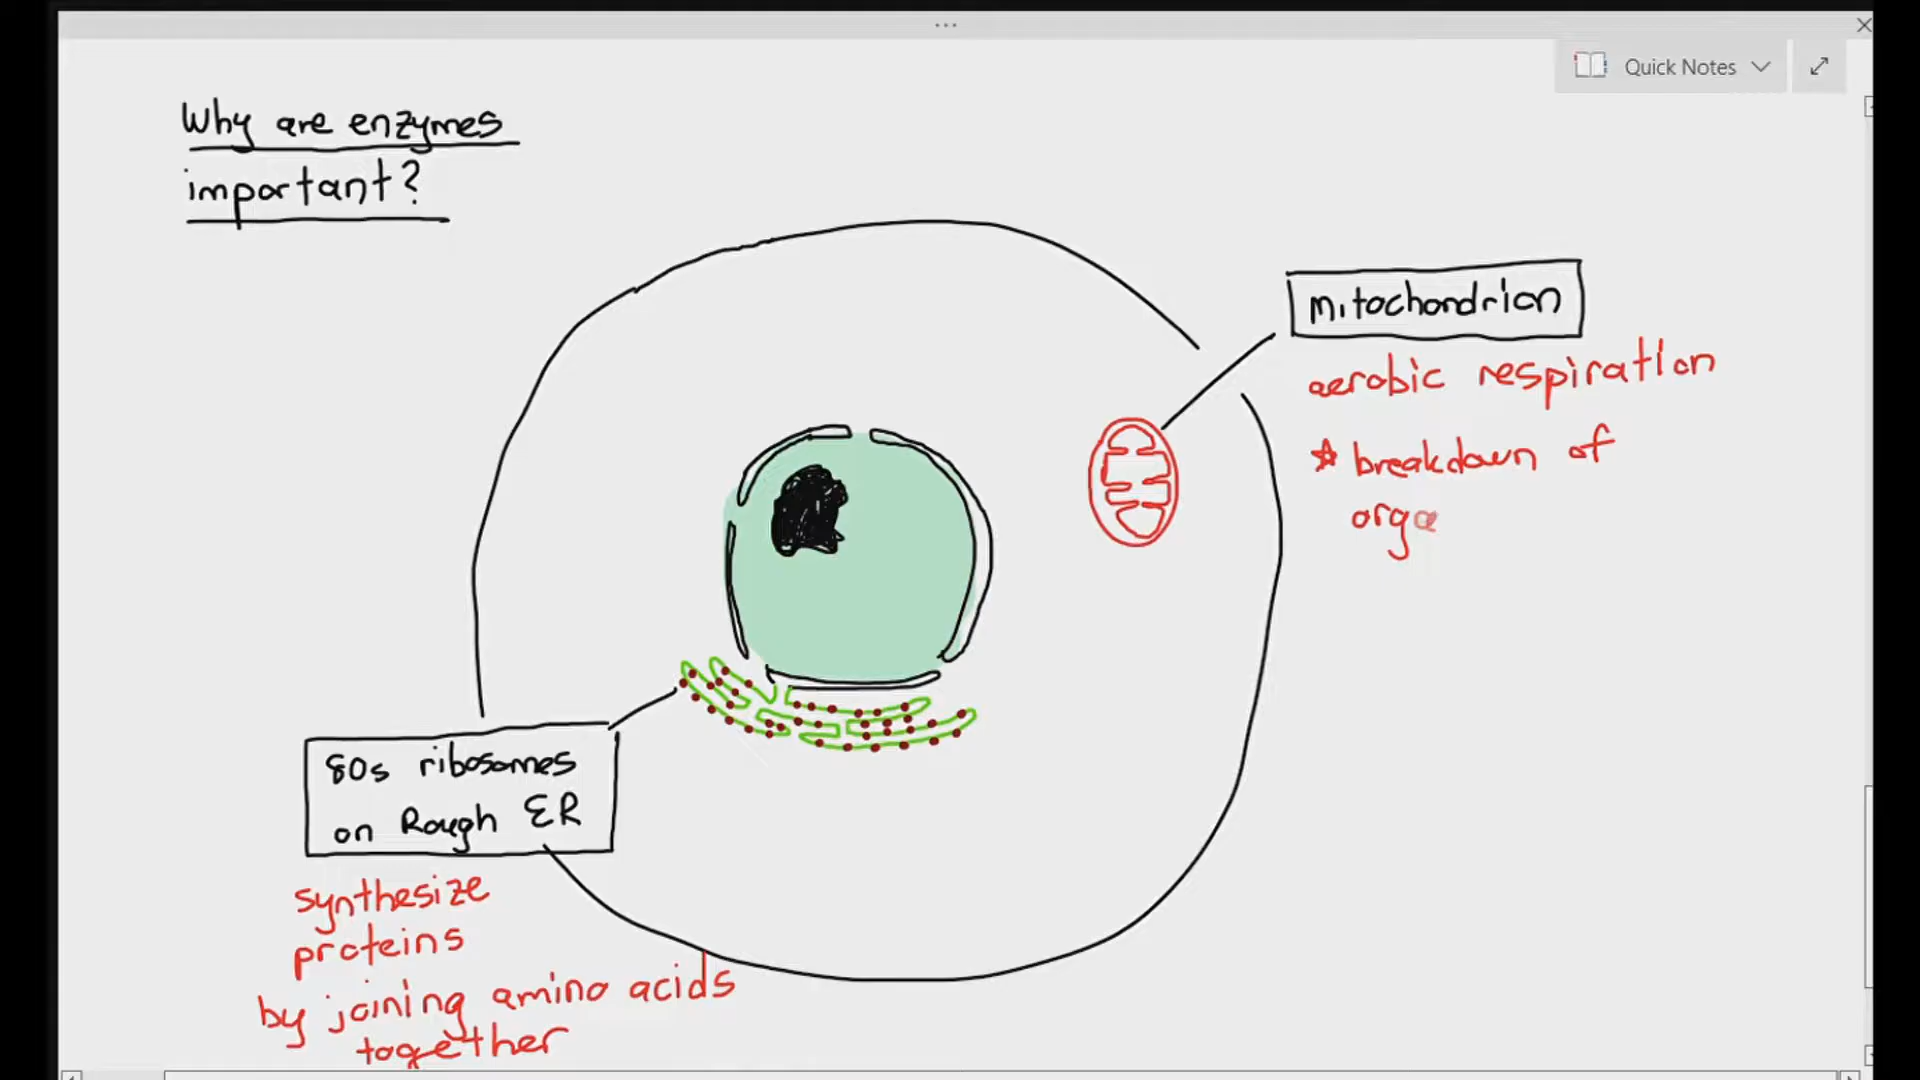 Quick Notes
Why are enzymes
important?
mitochondrion
aerobic respiration
breakdown of
orga
80s ribosomes
on Rough ER
synthesize
proteins
by joining amino acids
together